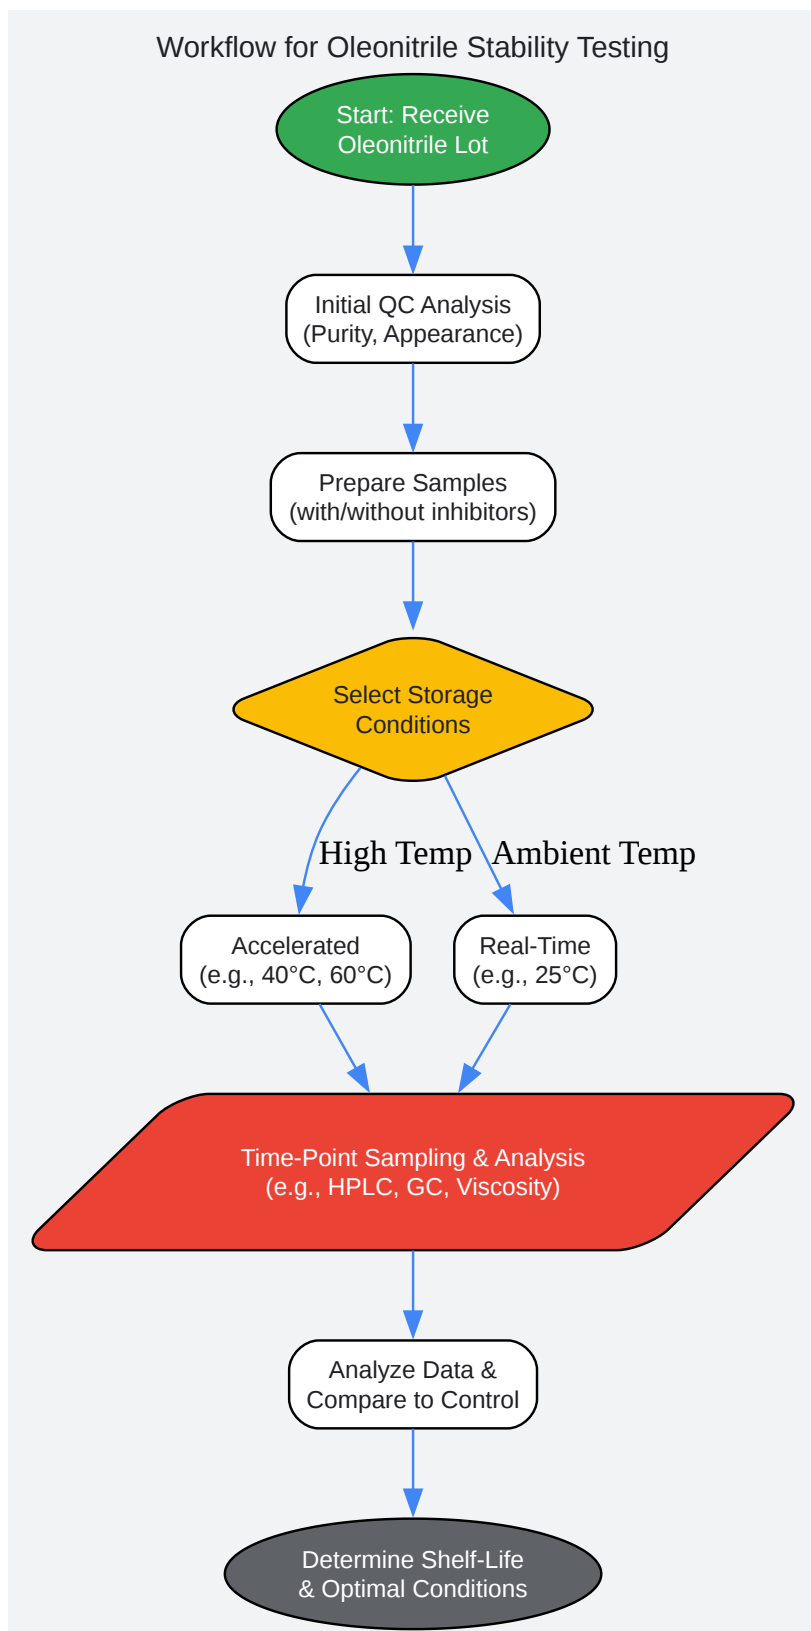 Workflow for Oleonitrile Stability Testing
Start: Receive
Oleonitrile Lot
Initial QC Analysis
(Purity, Appearance)
Prepare Samples
(with/without inhibitors)
Select Storage
Conditions
High Temp
Ambient Temp
Accelerated
(e.g., 40°C, 60°C)
Real-Time
(e.g., 25°C)
Time-Point Sampling & Analysis
(e.g., HPLC, GC, Viscosity)
Analyze Data &
Compare to Control
Determine Shelf-Life
& Optimal Conditions